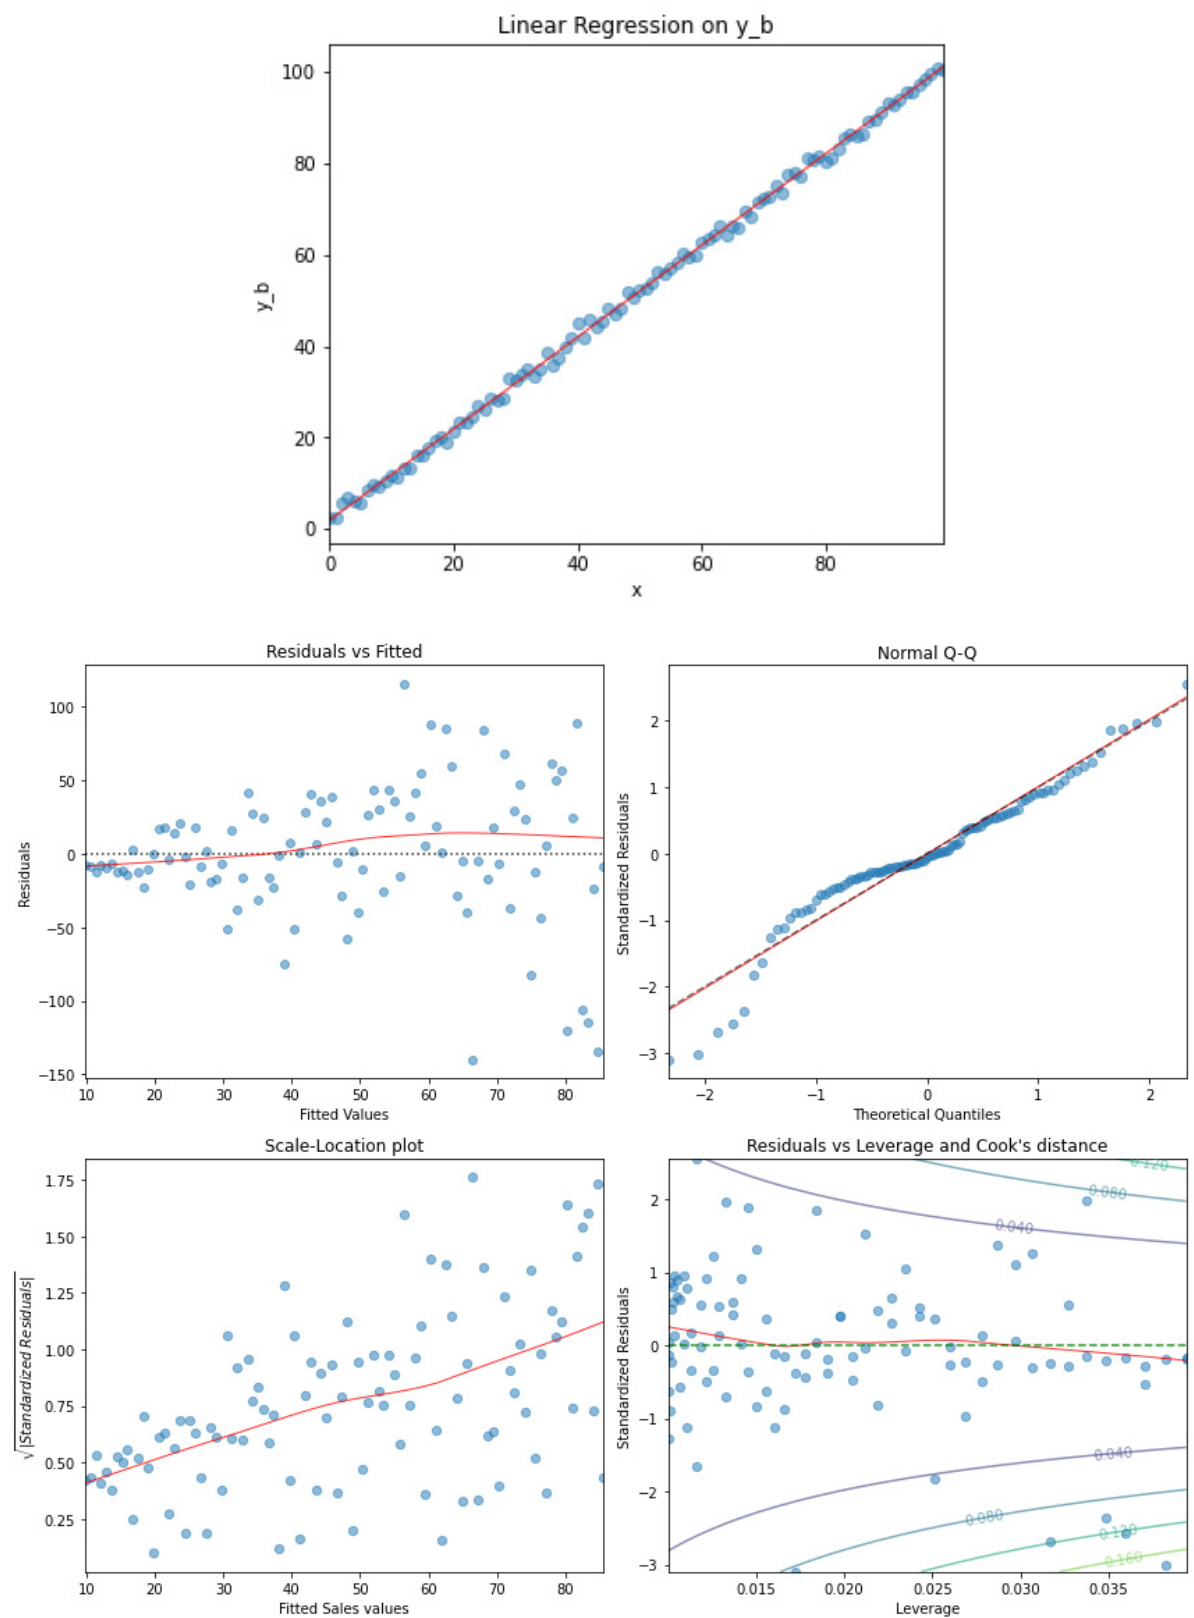 Linear Regression on y_b
100
80
60
40
20
0
y_b
0 20 40 60 80
x
Residuals vs Fitted
100
50
0
−50
−100
−150
Residuals
10 20 30 40 50 60 70 80
Fitted Values
Normal Q-Q
2
1
0
−1
−2
−3
Standardized Residuals
−2 −1 0 1 2
Theoretical Quantiles
Scale-Location plot
1.75
1.50
1.25
1.00
0.75
0.50
0.25
√|Standardized Residuals|
10 20 30 40 50 60 70 80
Fitted Sales values
Residuals vs Leverage and Cook's distance
2
1
0
−1
−2
−3
Standardized Residuals
0.120
0.080
0.040
0.040
0.080
0.120
0.160
0.015 0.020 0.025 0.030 0.035
Leverage